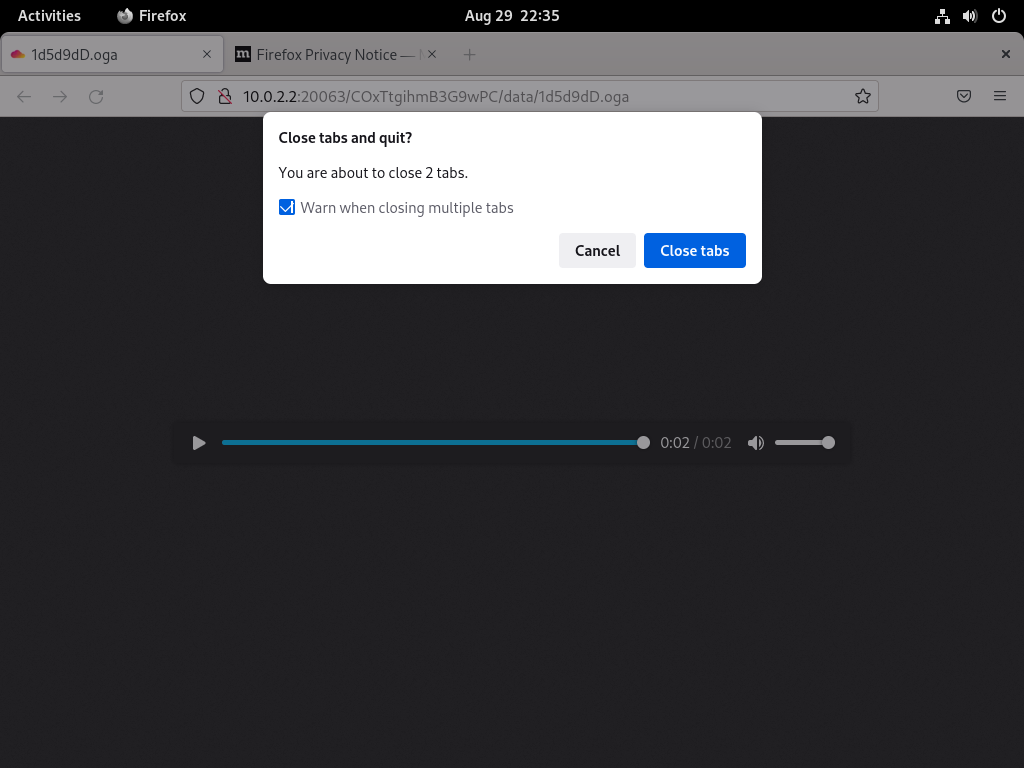 Activities Firefox Aug 29 22:35
1d5d9dD.oga Firefox Privacy Notice —
10.0.2.2:20063/COxTtgihmB3G9wPC/data/1d5d9dD.oga
Close tabs and quit?
You are about to close 2 tabs.
Warn when closing multiple tabs
Cancel Close tabs
0:02 / 0:02